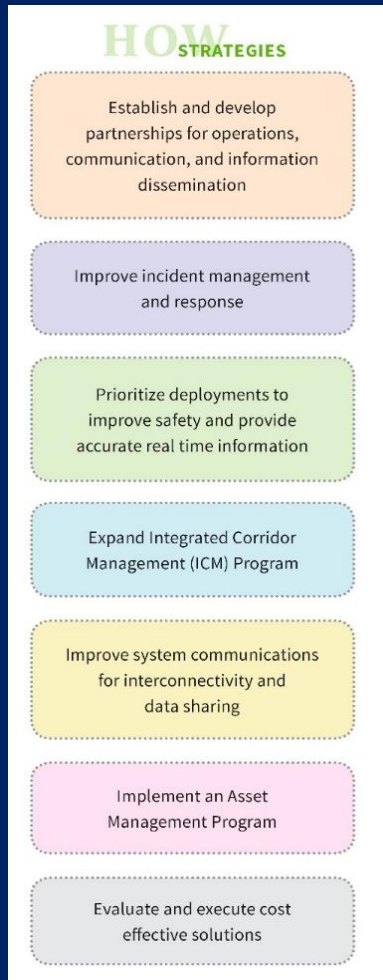 HOW
STRATEGIES
Establish and develop
partnerships for operations,
communication, and information
dissemination
Improve incident management
and response
Prioritize deployments to
improve safety and provide
accurate real time information
Expand Integrated Corridor
Management (ICM) Program
Improve system communications
for interconnectivity and
data sharing
Implement an Asset
Management Program
Evaluate and execute cost
effective solutions